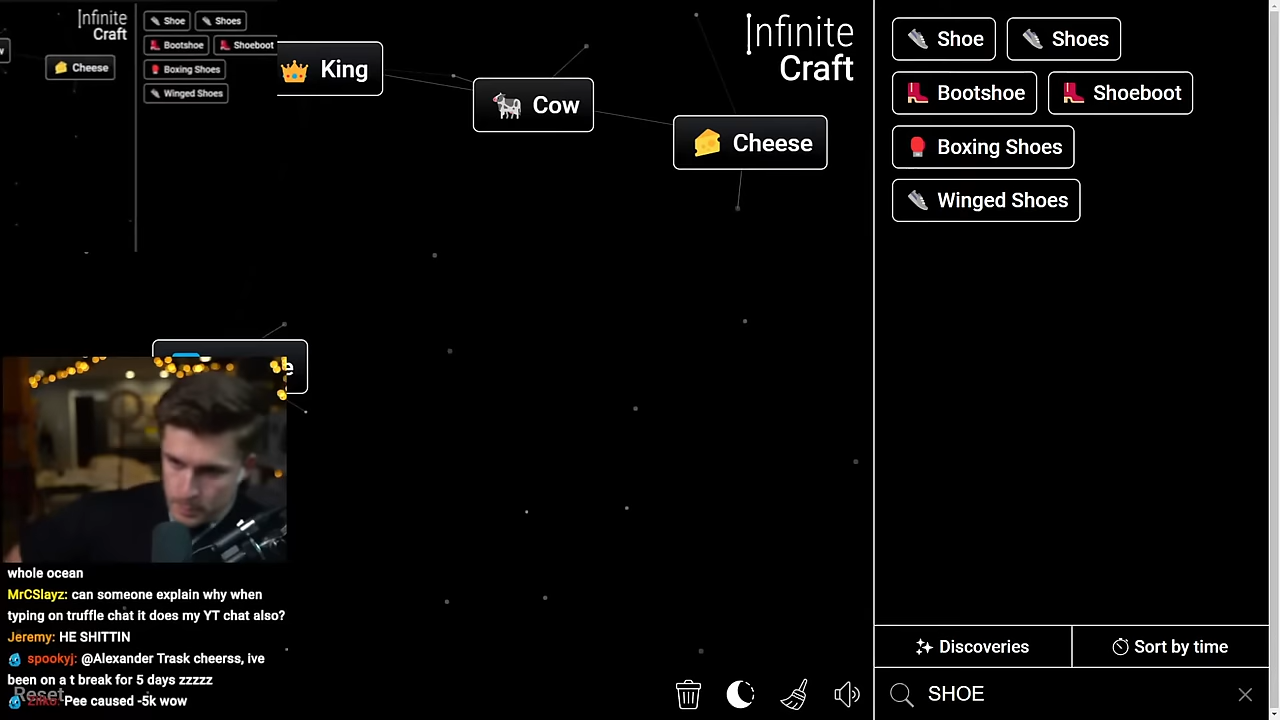 Infinite
Craft
Shoe
Shoes
Bootshoe
Shoeboot
Boxing Shoes
Winged Shoes
Cheese
King
Cow
Cheese
Infinite
Craft
Shoe
Shoes
Bootshoe
Shoeboot
Boxing Shoes
Winged Shoes
whole ocean
MrCSlayz: can someone explain why when
typing on truffle chat it does my YT chat also?
Jeremy: HE SHITTIN
spookyj: @Alexander Trask cheerss, ive
been on a t break for 5 days zzzzz
Pee caused -5k wow
Reset
Discoveries
Sort by time
SHOE